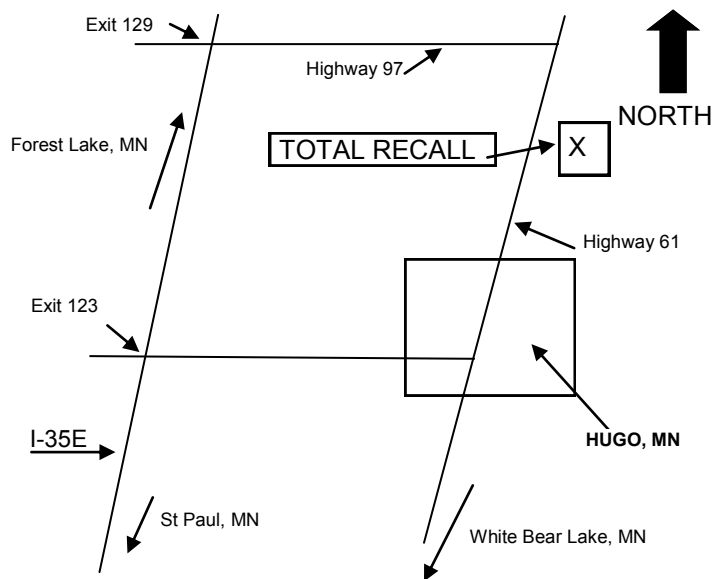 Exit 129
Highway 97
NORTH
Forest Lake, MN
TOTAL RECALL
X
Highway 61
Exit 123
I-35E
HUGO, MN
St Paul, MN
White Bear Lake, MN